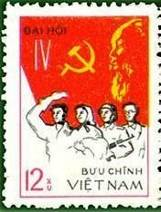 ĐẠI HỘI
IV
BƯU CHÍNH
12 XU
VIỆT NAM